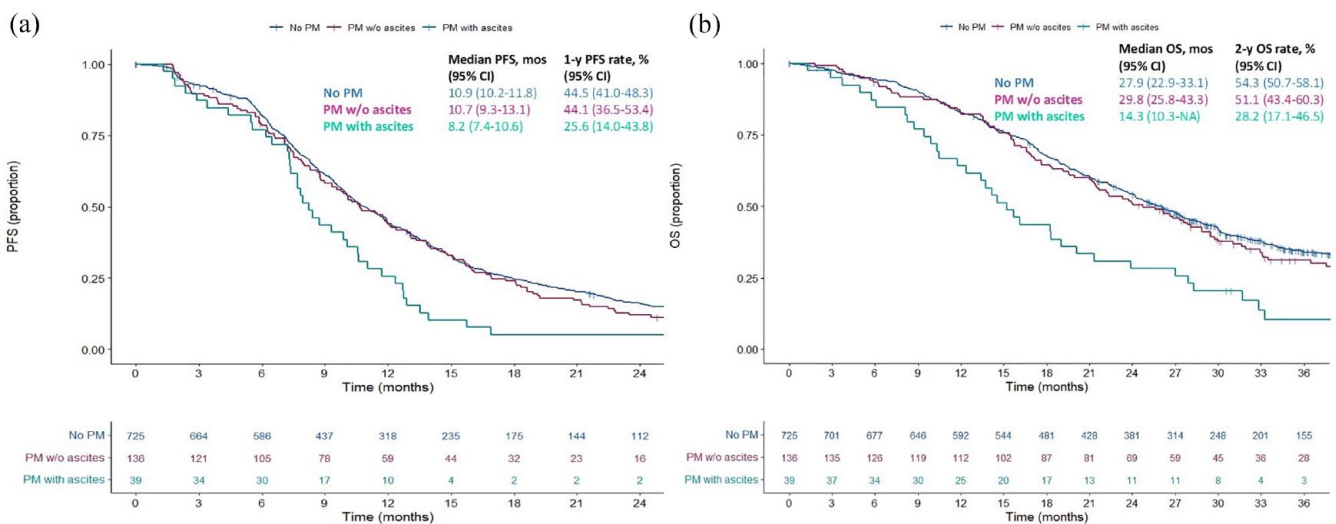 (a)
No PM PM w/o ascites PM with ascites
Median PFS, mos 1-y PFS rate, %
(95% CI) (95% CI)
No PM 10.9 (10.2-11.8) 44.5 (41.0-48.3)
PM w/o ascites 10.7 (9.3-13.1) 44.1 (36.5-53.4)
PM with ascites 8.2 (7.4-10.6) 25.6 (14.0-43.8)
PFS (proportion)
1.00
0.75
0.50
0.25
0.00
0 3 6 9 12 15 18 21 24
Time (months)
No PM 725 664 586 437 318 235 175 144 112
PM w/o ascites 136 121 105 78 59 44 32 23 16
PM with ascites 39 34 30 17 10 4 2 2 2
0 3 6 9 12 15 18 21 24
Time (months)
(b)
No PM PM w/o ascites PM with ascites
Median OS, mos 2-y OS rate, %
(95% CI) (95% CI)
No PM 27.9 (22.9-33.1) 54.3 (50.7-58.1)
PM w/o ascites 29.8 (25.8-43.3) 51.1 (43.4-60.3)
PM with ascites 14.3 (10.3-NA) 28.2 (17.1-46.5)
OS (proportion)
1.00
0.75
0.50
0.25
0.00
0 3 6 9 12 15 18 21 24 27 30 33 36
Time (months)
No PM 725 701 677 646 592 544 481 428 381 314 248 201 155
PM w/o ascites 136 135 126 119 112 102 87 81 69 59 45 36 28
PM with ascites 39 37 34 30 25 20 17 13 11 11 8 4 3
0 3 6 9 12 15 18 21 24 27 30 33 36
Time (months)